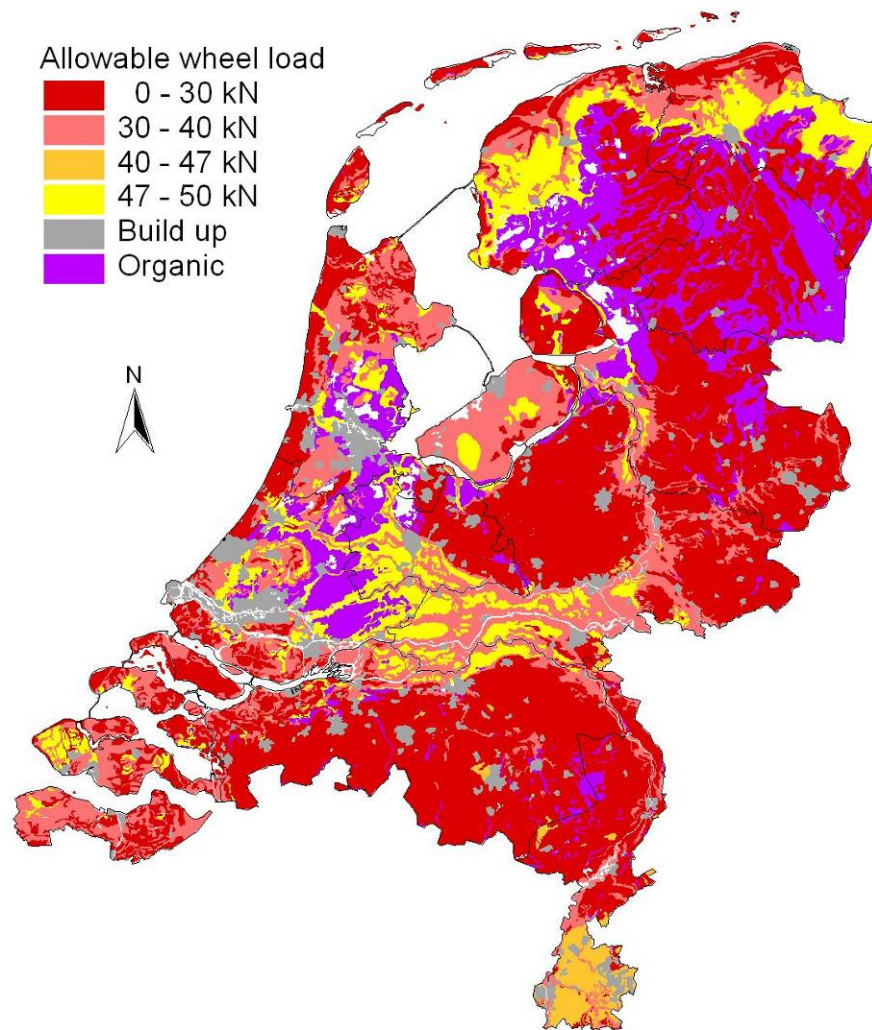 Allowable wheel load
0 - 30 kN
30 - 40 kN
40 - 47 kN
47 - 50 kN
Build up
Organic
N